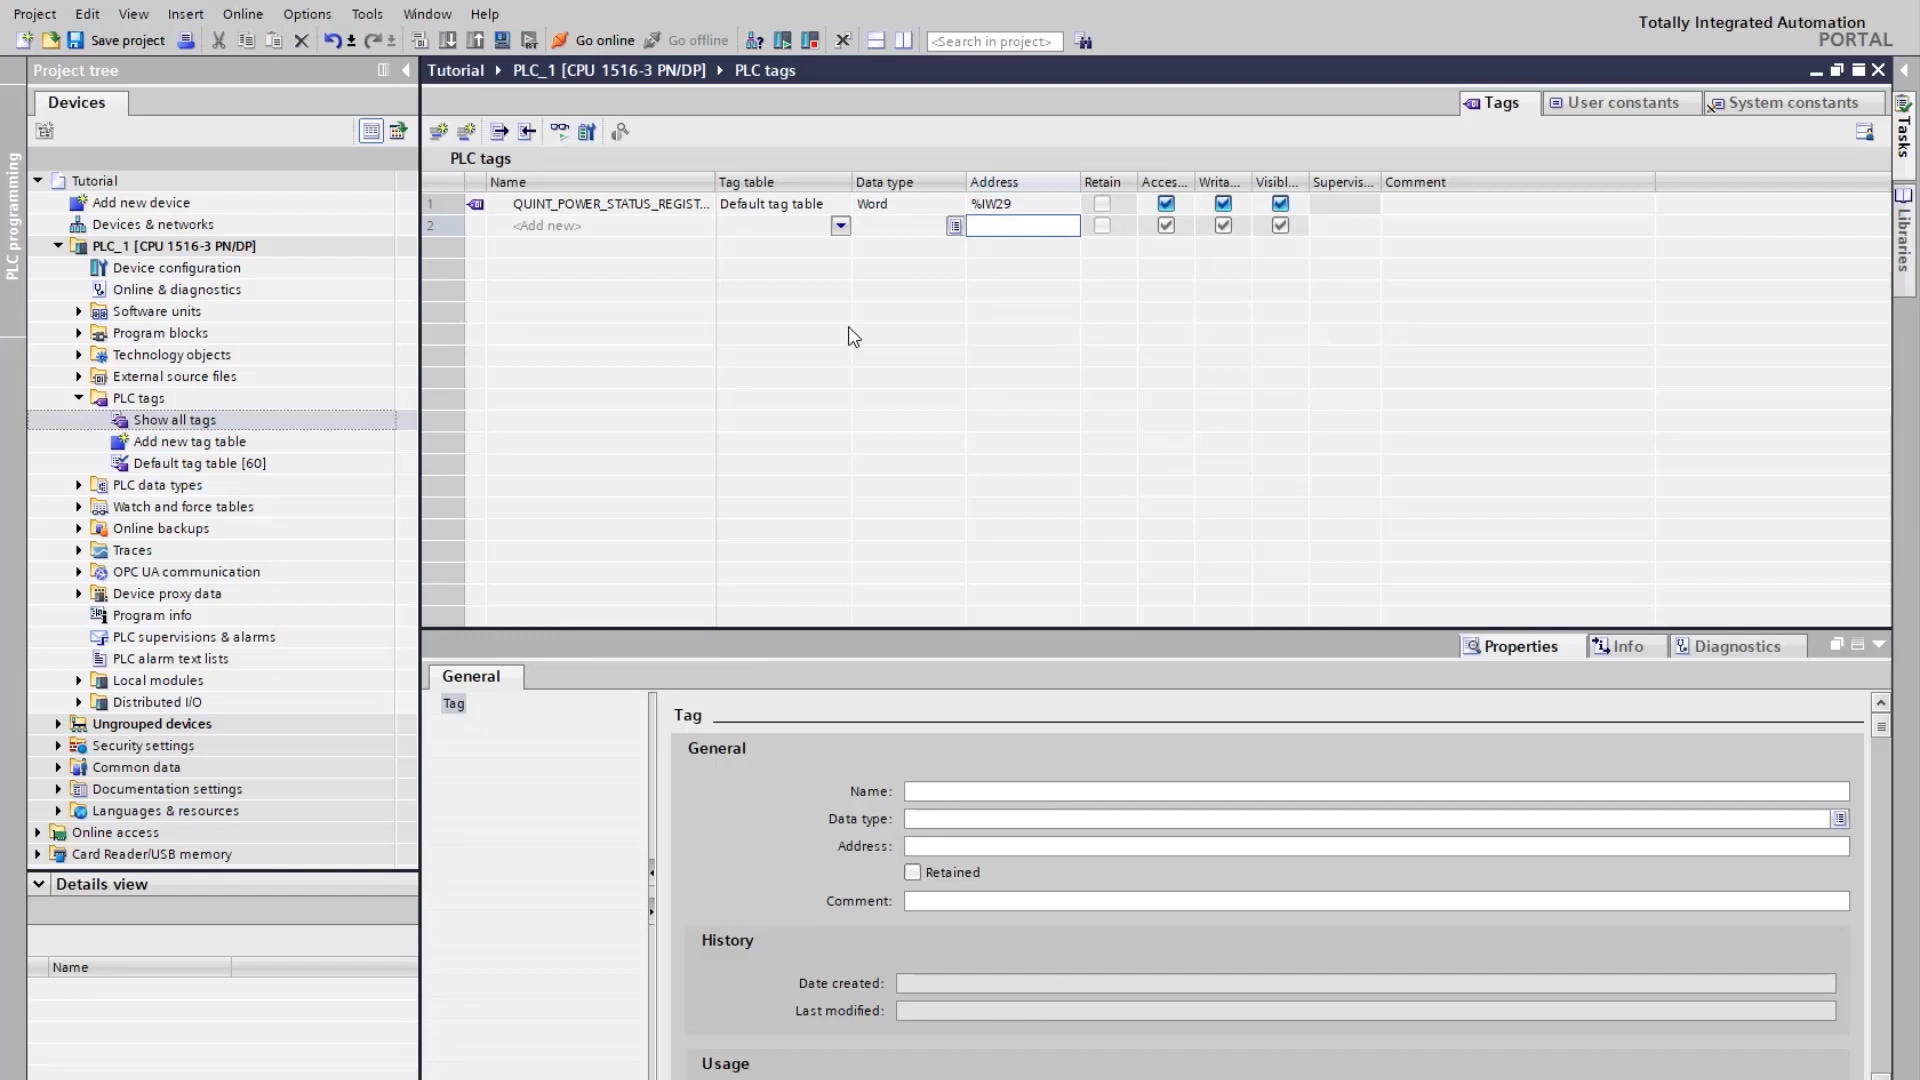 Project Edit View Insert Online Options Tools Window Help
Totally Integrated Automation
PORTAL
Save project Go online Go offline <Search in project>
Project tree
Tutorial PLC_1 [CPU 1516-3 PN/DP] PLC tags
Devices
Tags User constants System constants
PLC programming
Tasks
Libraries
PLC tags
Name Tag table Data type Address Retain Acces... Writa... Visibl... Supervis... Comment
1 QUINT_POWER_STATUS_REGIST... Default tag table Word %IW29
2 <Add new>
Tutorial
Add new device
Devices & networks
PLC_1 [CPU 1516-3 PN/DP]
Device configuration
Online & diagnostics
Software units
Program blocks
Technology objects
External source files
PLC tags
Show all tags
Add new tag table
Default tag table [60]
PLC data types
Watch and force tables
Online backups
Traces
OPC UA communication
Device proxy data
Program info
PLC supervisions & alarms
PLC alarm text lists
Local modules
Distributed I/O
Ungrouped devices
Security settings
Common data
Documentation settings
Languages & resources
Online access
Card Reader/USB memory
Details view
Name
Properties Info Diagnostics
General
Tag
Tag
General
Name:
Data type:
Address:
Retained
Comment:
History
Date created:
Last modified:
Usage